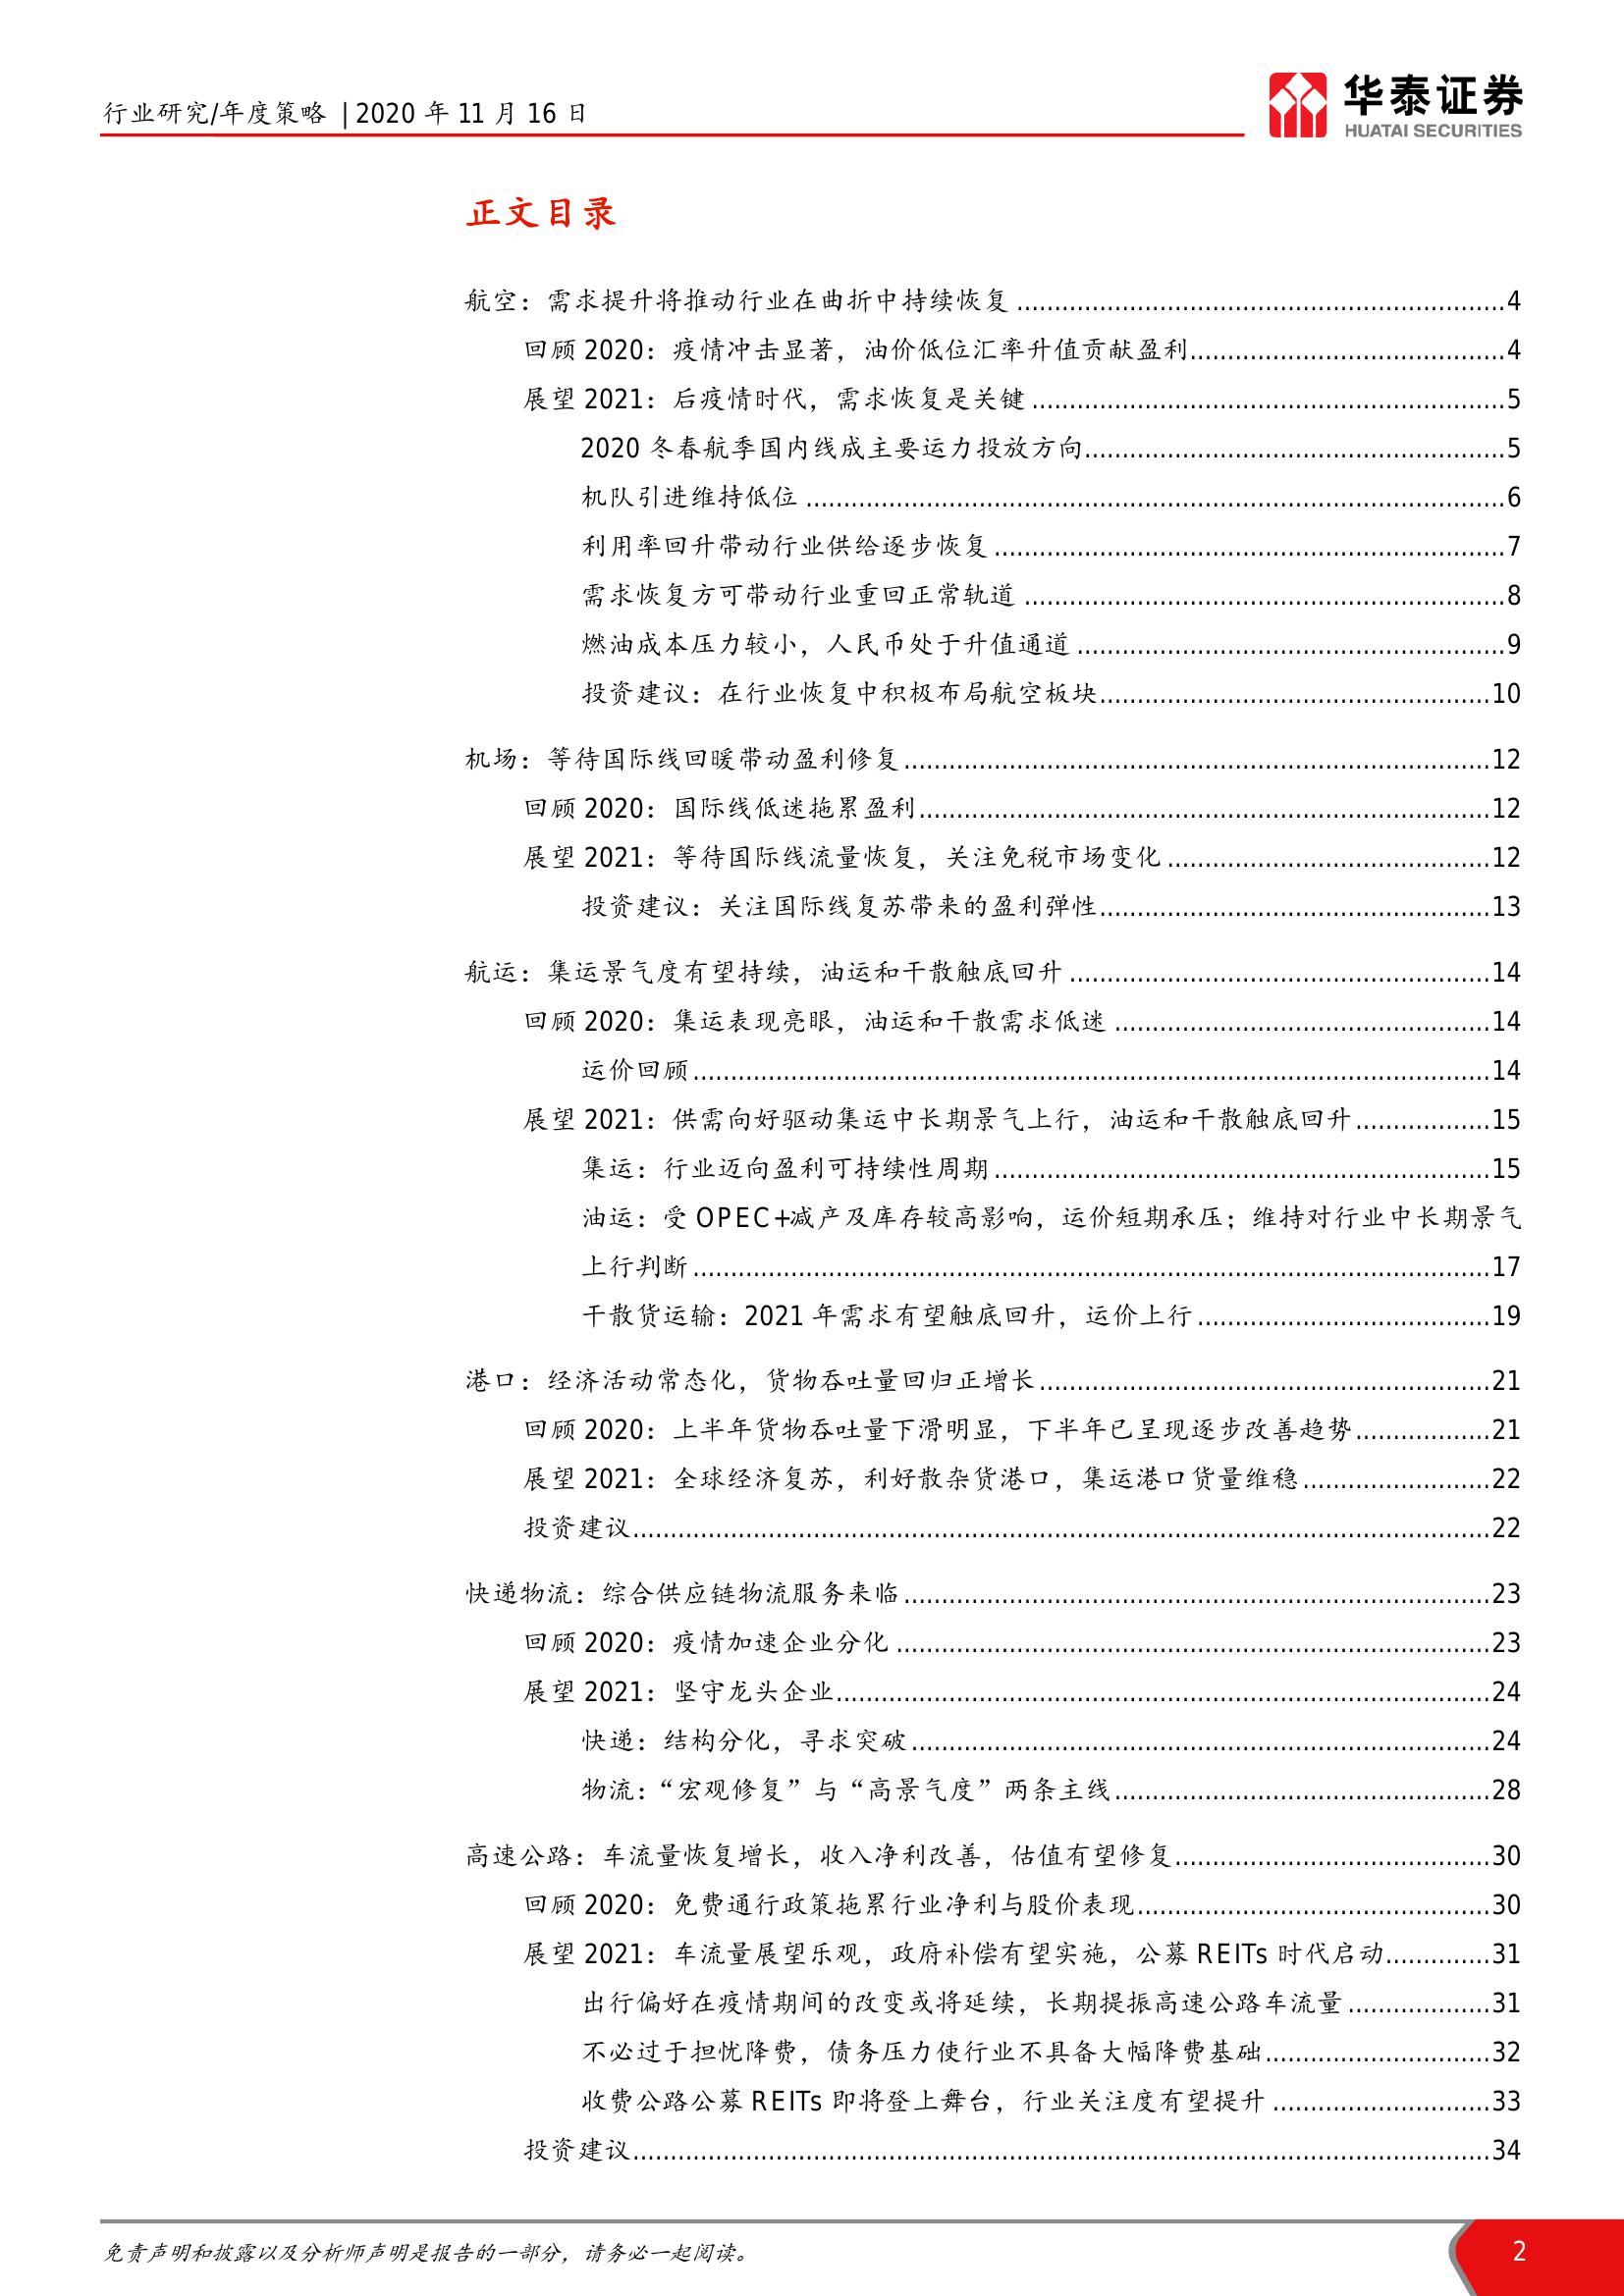 行业研究/年度策略 | 2020 年 11 月 16 日
华泰证券
HUATAI SECURITIES
正文目录
航空：需求提升将推动行业在曲折中持续恢复 ........ 4
回顾 2020：疫情冲击显著，油价低位汇率升值贡献盈利 ........ 4
展望 2021：后疫情时代，需求恢复是关键 ........ 5
2020 冬春航季国内线成主要运力投放方向 ........ 5
机队引进维持低位 ........ 6
利用率回升带动行业供给逐步恢复 ........ 7
需求恢复方可带动行业重回正常轨道 ........ 8
燃油成本压力较小，人民币处于升值通道 ........ 9
投资建议：在行业恢复中积极布局航空板块 ........ 10
机场：等待国际线回暖带动盈利修复 ........ 12
回顾 2020：国际线低迷拖累盈利 ........ 12
展望 2021：等待国际线流量恢复，关注免税市场变化 ........ 12
投资建议：关注国际线复苏带来的盈利弹性 ........ 13
航运：集运景气度有望持续，油运和干散触底回升 ........ 14
回顾 2020：集运表现亮眼，油运和干散需求低迷 ........ 14
运价回顾 ........ 14
展望 2021：供需向好驱动集运中长期景气上行，油运和干散触底回升 ........ 15
集运：行业迈向盈利可持续性周期 ........ 15
油运：受 OPEC+减产及库存较高影响，运价短期承压；维持对行业中长期景气
上行判断 ........ 17
干散货运输：2021 年需求有望触底回升，运价上行 ........ 19
港口：经济活动常态化，货物吞吐量回归正增长 ........ 21
回顾 2020：上半年货物吞吐量下滑明显，下半年已呈现逐步改善趋势 ........ 21
展望 2021：全球经济复苏，利好散杂货港口，集运港口货量维稳 ........ 22
投资建议 ........ 22
快递物流：综合供应链物流服务来临 ........ 23
回顾 2020：疫情加速企业分化 ........ 23
展望 2021：坚守龙头企业 ........ 24
快递：结构分化，寻求突破 ........ 24
物流：“宏观修复”与“高景气度”两条主线 ........ 28
高速公路：车流量恢复增长，收入净利改善，估值有望修复 ........ 30
回顾 2020：免费通行政策拖累行业净利与股价表现 ........ 30
展望 2021：车流量展望乐观，政府补偿有望实施，公募 REITs 时代启动 ........ 31
出行偏好在疫情期间的改变或将延续，长期提振高速公路车流量 ........ 31
不必过于担忧降费，债务压力使行业不具备大幅降费基础 ........ 32
收费公路公募 REITs 即将登上舞台，行业关注度有望提升 ........ 33
投资建议 ........ 34
免责声明和披露以及分析师声明是报告的一部分，请务必一起阅读。
2